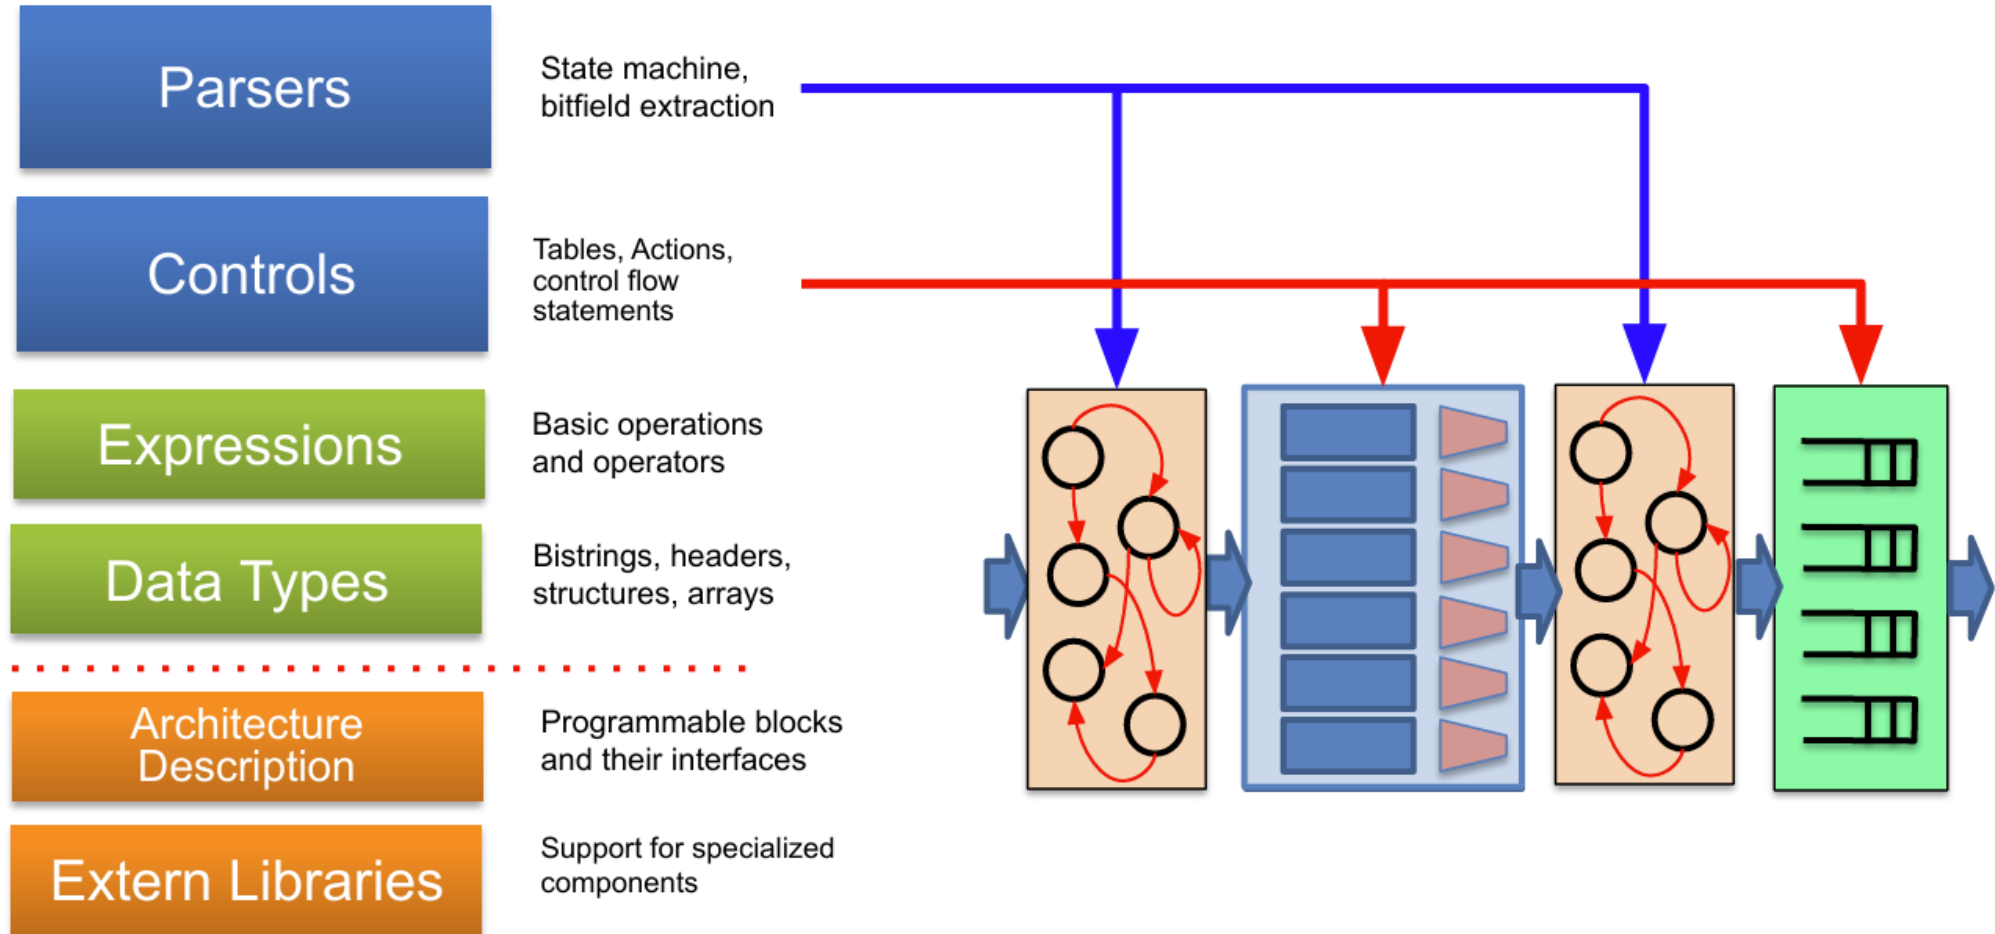 Parsers
State machine,
bitfield extraction
Controls
Tables, Actions,
control flow
statements
Expressions
Basic operations
and operators
Data Types
Bistrings, headers,
structures, arrays
Architecture
Description
Programmable blocks
and their interfaces
Extern Libraries
Support for specialized
components